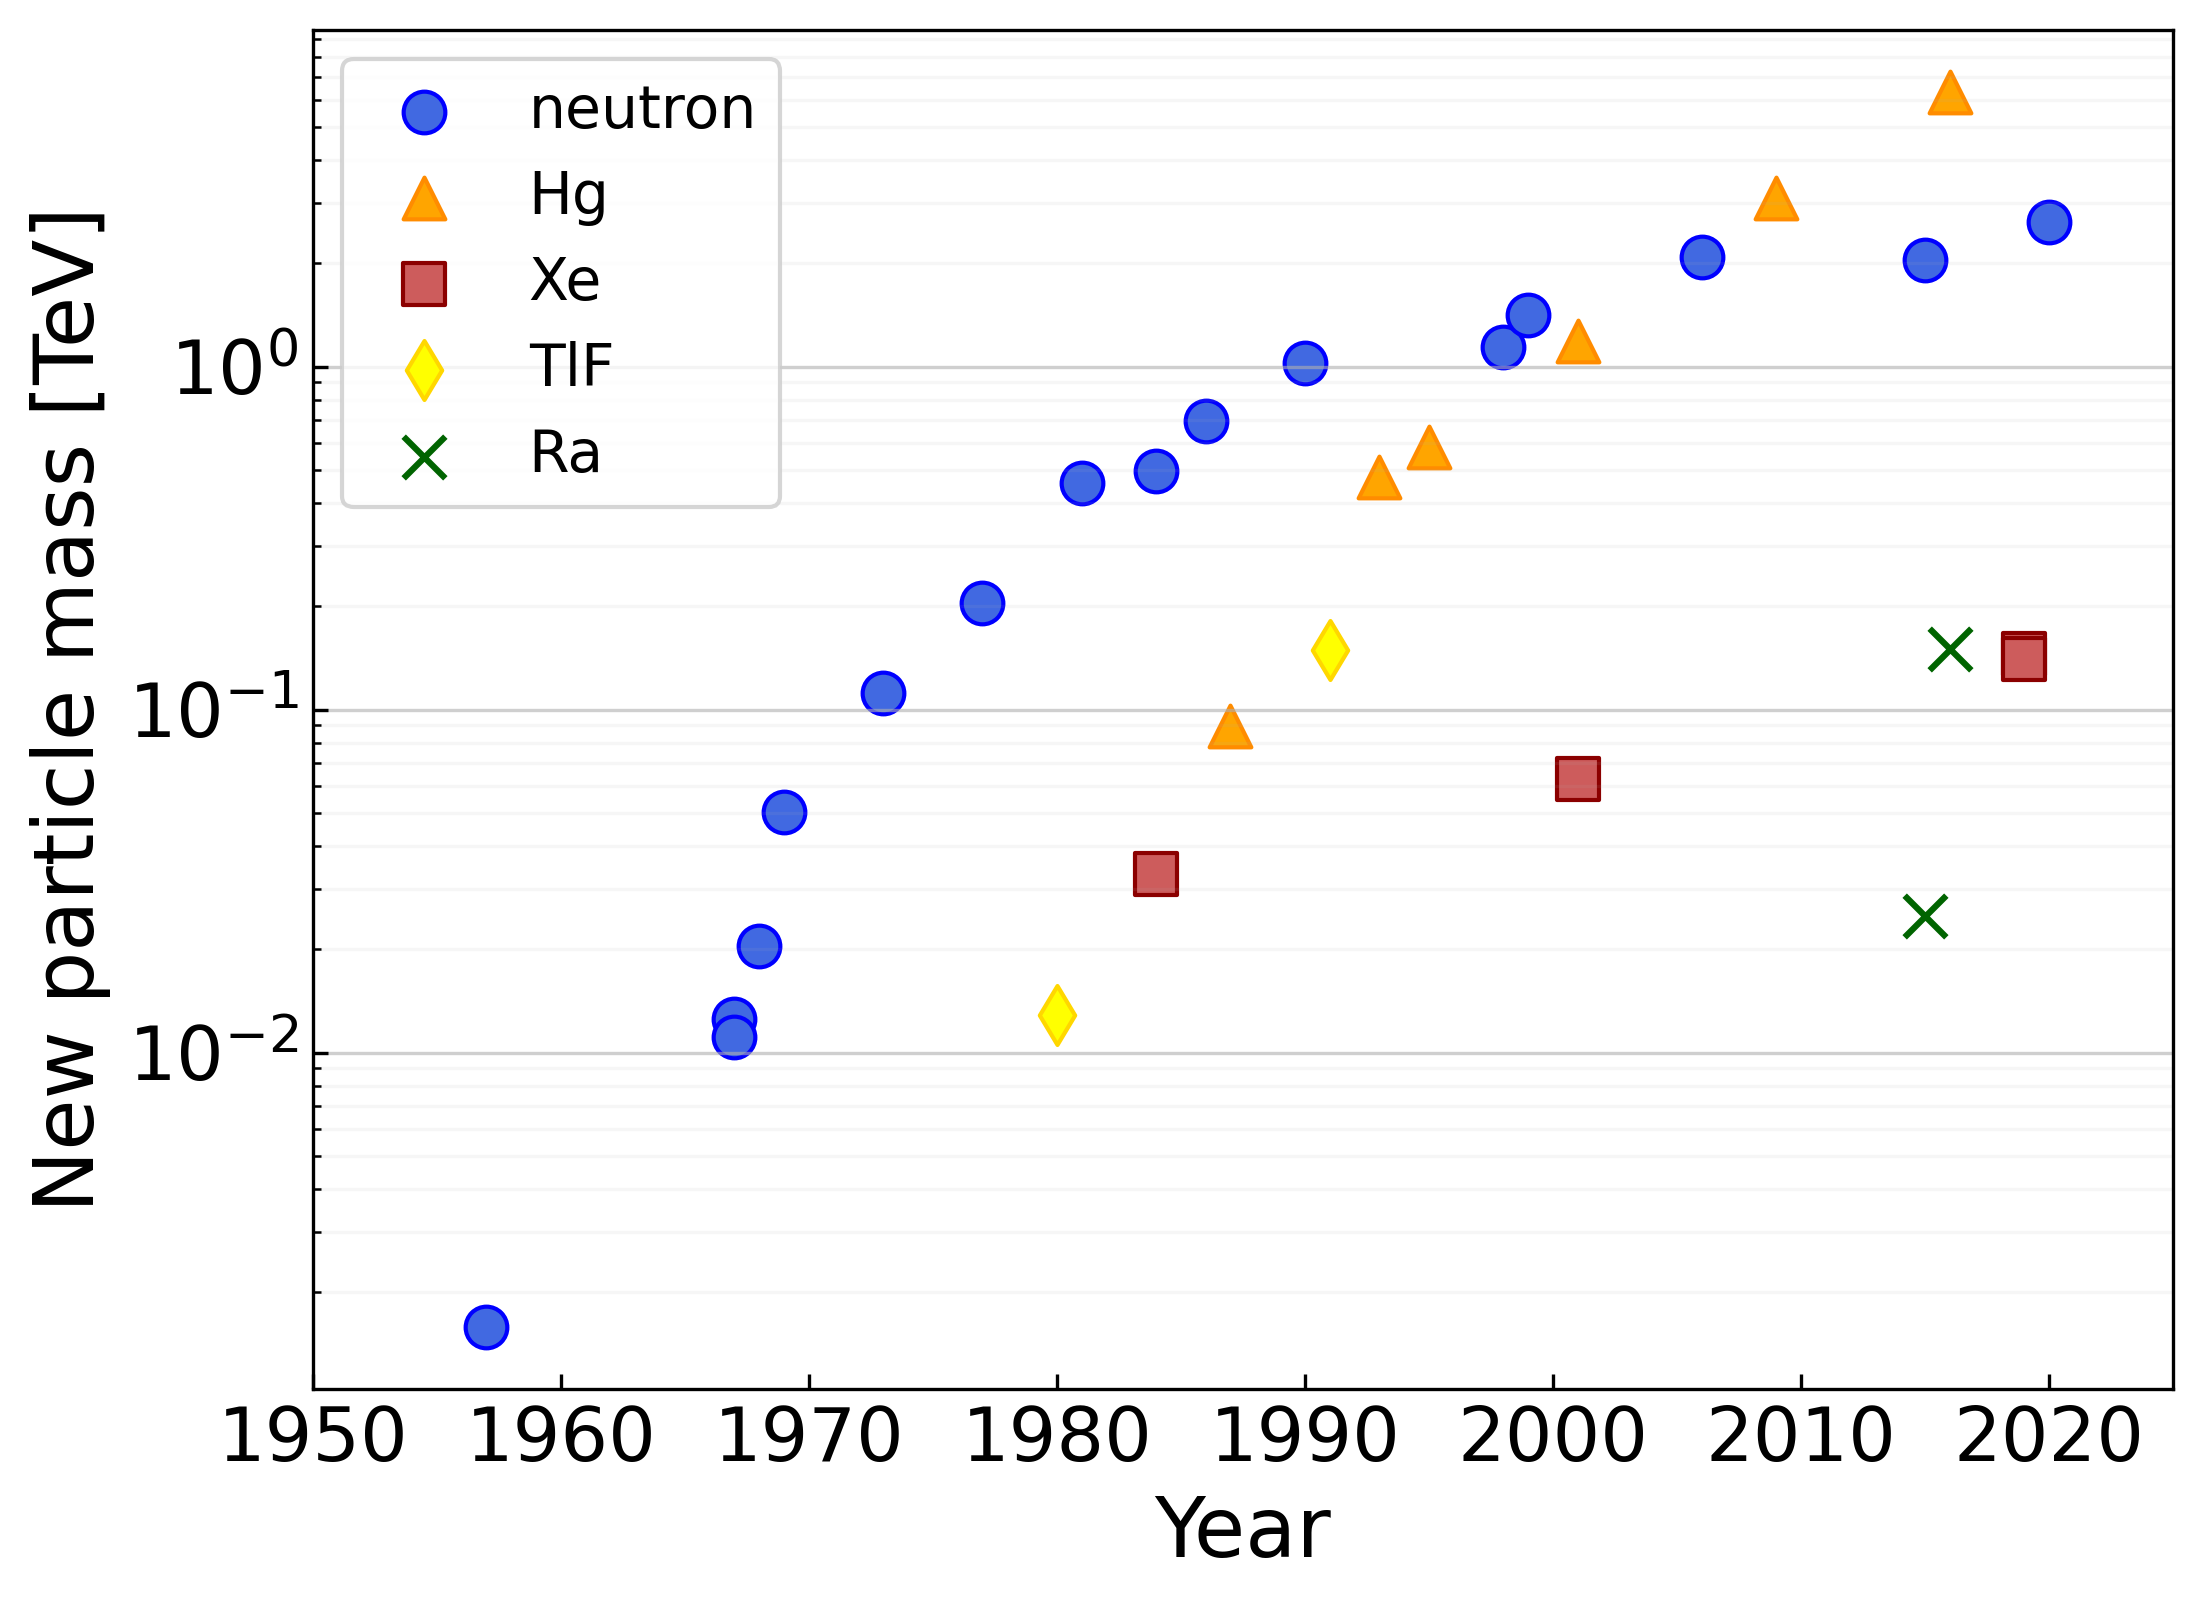 neutron
Hg
Xe
TlF
Ra
New particle mass [TeV]
10⁰
10⁻¹
10⁻²
1950 1960 1970 1980 1990 2000 2010 2020
Year